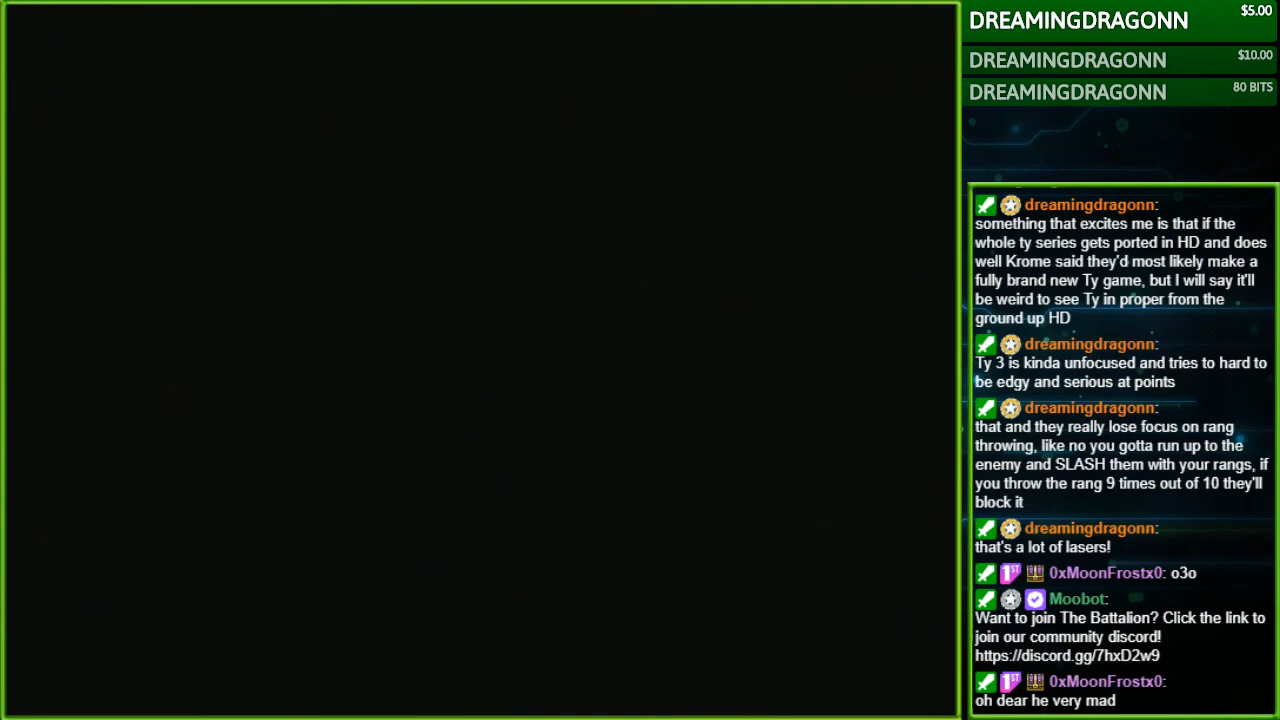 DREAMINGDRAGONN $5.00
DREAMINGDRAGONN $10.00
DREAMINGDRAGONN 80 BITS
dreamingdragonn:
something that excites me is that if the
whole ty series gets ported in HD and does
well Krome said they'd most likely make a
fully brand new Ty game, but I will say it'll
be weird to see Ty in proper from the
ground up HD
dreamingdragonn:
Ty 3 is kinda unfocused and tries to hard to
be edgy and serious at points
dreamingdragonn:
that and they really lose focus on rang
throwing, like no you gotta run up to the
enemy and SLASH them with your rangs, if
you throw the rang 9 times out of 10 they'll
block it
dreamingdragonn:
that's a lot of lasers!
1ST 0xMoonFrostx0: o3o
Moobot:
Want to join The Battalion? Click the link to
join our community discord!
https://discord.gg/7hxD2w9
1ST 0xMoonFrostx0:
oh dear he very mad